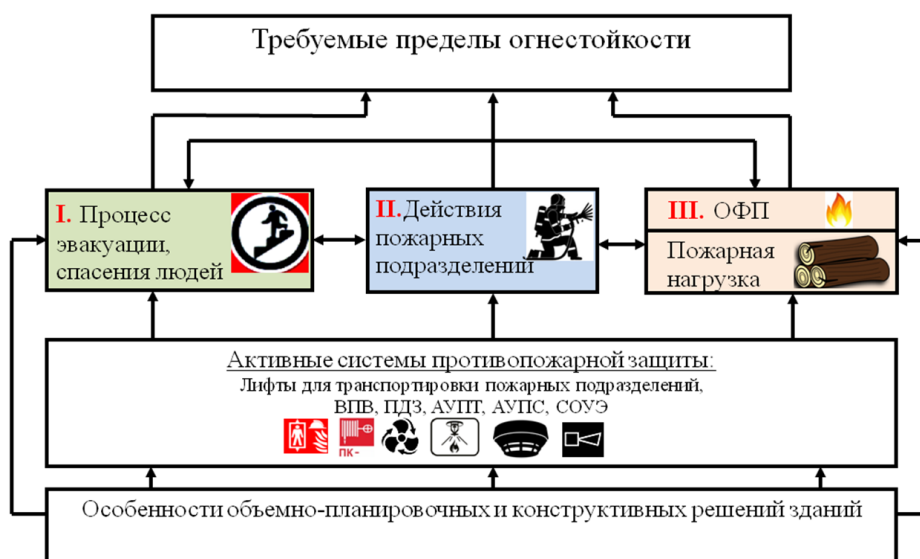 Требуемые пределы огнестойкости
I. Процесс
эвакуации,
спасения людей
II.Действия
пожарных
подразделений
III. ОФП
Пожарная
нагрузка
Активные системы противопожарной защиты:
Лифты для транспортировки пожарных подразделений,
ВПВ, ПДЗ, АУПТ, АУПС, СОУЭ
ПК-
Особенности объемно-планировочных и конструктивных решений зданий